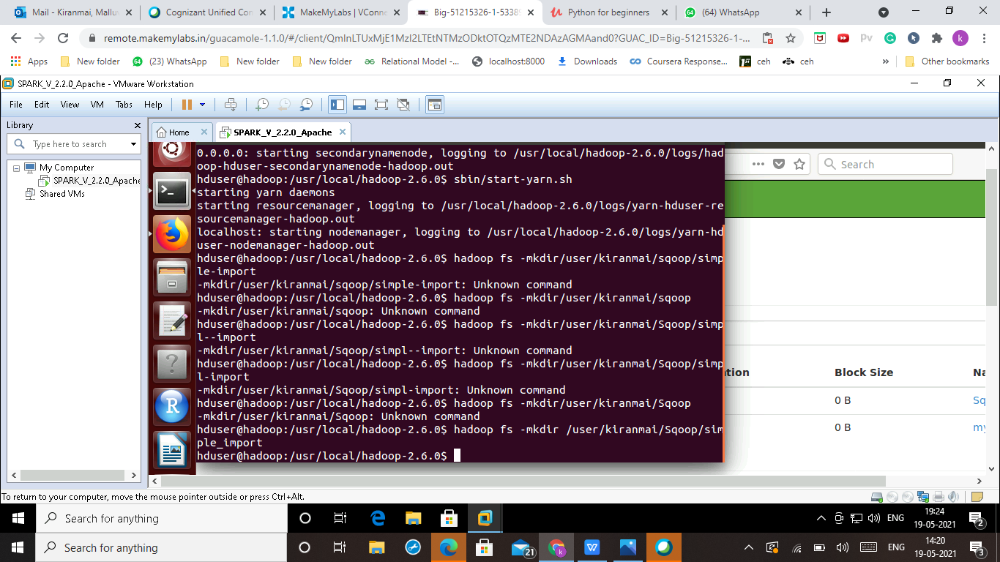 Mail - Kiranmai, Mallu
Cognizant Unified Con
MakeMyLabs | VConne
Big-51215326-1-53389
Python for beginners
(64) WhatsApp
remote.makemylabs.in/guacamole-1.1.0/#/client/QmlnLTUxMjE1MzI2LTEtNTMzODktOTQzMTE2NDAzAGMAand0?GUAC_ID=Big-51215326-1-...
Apps
New folder
(23) WhatsApp
New folder
New folder
Relational Model -...
localhost:8000
Downloads
Coursera Response...
ceh
ceh
»
Other bookmarks
SPARK_V_2.2.0_Apache - VMware Workstation
File Edit View VM Tabs Help
Library
Type here to search
My Computer
SPARK_V_2.2.0_Apache
Shared VMs
Home
SPARK_V_2.2.0_Apache
Search
0.0.0.0: starting secondarynamenode, logging to /usr/local/hadoop-2.6.0/logs/had
oop-hduser-secondarynamenode-hadoop.out
hduser@hadoop:/usr/local/hadoop-2.6.0$ sbin/start-yarn.sh
starting yarn daemons
starting resourcemanager, logging to /usr/local/hadoop-2.6.0/logs/yarn-hduser-re
sourcemanager-hadoop.out
localhost: starting nodemanager, logging to /usr/local/hadoop-2.6.0/logs/yarn-hd
user-nodemanager-hadoop.out
hduser@hadoop:/usr/local/hadoop-2.6.0$ hadoop fs -mkdir/user/kiranmai/sqoop/simp
le-import
-mkdir/user/kiranmai/sqoop/simple-import: Unknown command
hduser@hadoop:/usr/local/hadoop-2.6.0$ hadoop fs -mkdir/user/kiranmai/sqoop
-mkdir/user/kiranmai/sqoop: Unknown command
hduser@hadoop:/usr/local/hadoop-2.6.0$ hadoop fs -mkdir/user/kiranmai/Sqoop/simp
l--import
-mkdir/user/kiranmai/Sqoop/simpl--import: Unknown command
hduser@hadoop:/usr/local/hadoop-2.6.0$ hadoop fs -mkdir/user/kiranmai/Sqoop/simp
l-import
-mkdir/user/kiranmai/Sqoop/simpl-import: Unknown command
hduser@hadoop:/usr/local/hadoop-2.6.0$ hadoop fs -mkdir/user/kiranmai/Sqoop
-mkdir/user/kiranmai/Sqoop: Unknown command
hduser@hadoop:/usr/local/hadoop-2.6.0$ hadoop fs -mkdir /user/kiranmai/Sqoop/sim
ple_import
hduser@hadoop:/usr/local/hadoop-2.6.0$
tion Block Size Na
0 B Sq
0 B my
To return to your computer, move the mouse pointer outside or press Ctrl+Alt.
Search for anything
ENG
19:24
19-05-2021
2
Search for anything
21
ENG
14:20
19-05-2021
3